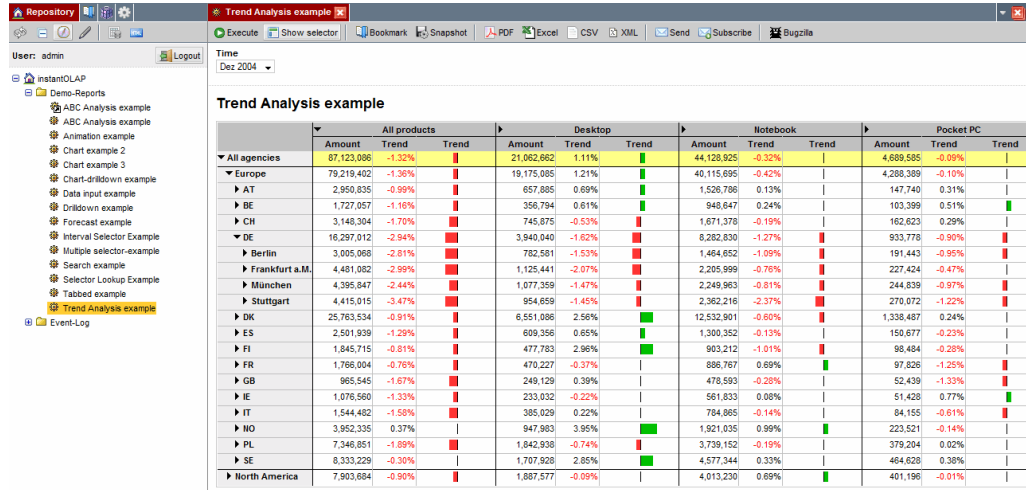 Repository
Trend Analysis example
Execute Show selector Bookmark Snapshot PDF Excel CSV XML Send Subscribe Bugzilla
User: admin Logout
instantOLAP
Demo-Reports
ABC Analysis example
ABC Analysis example
Animation example
Chart example 2
Chart example 3
Chart-drilldown example
Data input example
Drilldown example
Forecast example
Interval Selector Example
Multiple selector-example
Search example
Selector Lookup Example
Tabbed example
Trend Analysis example
Event-Log
Time
Dez 2004
Trend Analysis example
All products Desktop Notebook Pocket PC
Amount Trend Trend Amount Trend Trend Amount Trend Trend Amount Trend Trend
All agencies 87,123,086 -1.32% 21,062,662 1.11% 44,128,925 -0.32% 4,689,585 -0.09%
Europe 79,219,402 -1.36% 19,175,085 1.21% 40,115,695 -0.42% 4,288,389 -0.10%
AT 2,950,835 -0.99% 657,885 0.69% 1,526,786 0.13% 147,740 0.31%
BE 1,727,057 -1.16% 356,794 0.61% 948,647 0.24% 103,399 0.51%
CH 3,148,304 -1.70% 745,875 -0.53% 1,671,378 -0.19% 162,623 0.29%
DE 16,297,012 -2.94% 3,940,040 -1.62% 8,282,830 -1.27% 933,778 -0.90%
Berlin 3,005,068 -2.81% 782,581 -1.53% 1,464,652 -1.09% 191,443 -0.95%
Frankfurt a.M. 4,481,082 -2.99% 1,125,441 -2.07% 2,205,999 -0.76% 227,424 -0.47%
München 4,395,847 -2.44% 1,077,359 -1.47% 2,249,963 -0.81% 244,839 -0.97%
Stuttgart 4,415,015 -3.47% 954,659 -1.45% 2,362,216 -2.37% 270,072 -1.22%
DK 25,763,534 -0.91% 6,551,086 2.56% 12,532,901 -0.60% 1,338,487 0.24%
ES 2,501,939 -1.29% 609,356 0.65% 1,300,352 -0.13% 150,677 -0.23%
FI 1,845,715 -0.81% 477,783 2.96% 903,212 -1.01% 98,484 -0.28%
FR 1,766,004 -0.76% 470,227 -0.37% 886,767 0.69% 97,826 -1.25%
GB 965,545 -1.67% 249,129 0.39% 478,593 -0.28% 52,439 -1.33%
IE 1,076,560 -1.33% 233,032 -0.22% 561,833 0.08% 51,428 0.77%
IT 1,544,482 -1.58% 385,029 0.22% 784,865 -0.14% 84,155 -0.61%
NO 3,952,335 0.37% 947,983 3.95% 1,921,035 0.99% 223,521 -0.14%
PL 7,346,851 -1.89% 1,842,938 -0.74% 3,739,152 -0.19% 379,204 0.02%
SE 8,333,229 -0.30% 1,707,928 2.85% 4,577,344 0.33% 464,628 0.38%
North America 7,903,684 -0.90% 1,887,577 -0.09% 4,013,230 0.69% 401,196 -0.01%